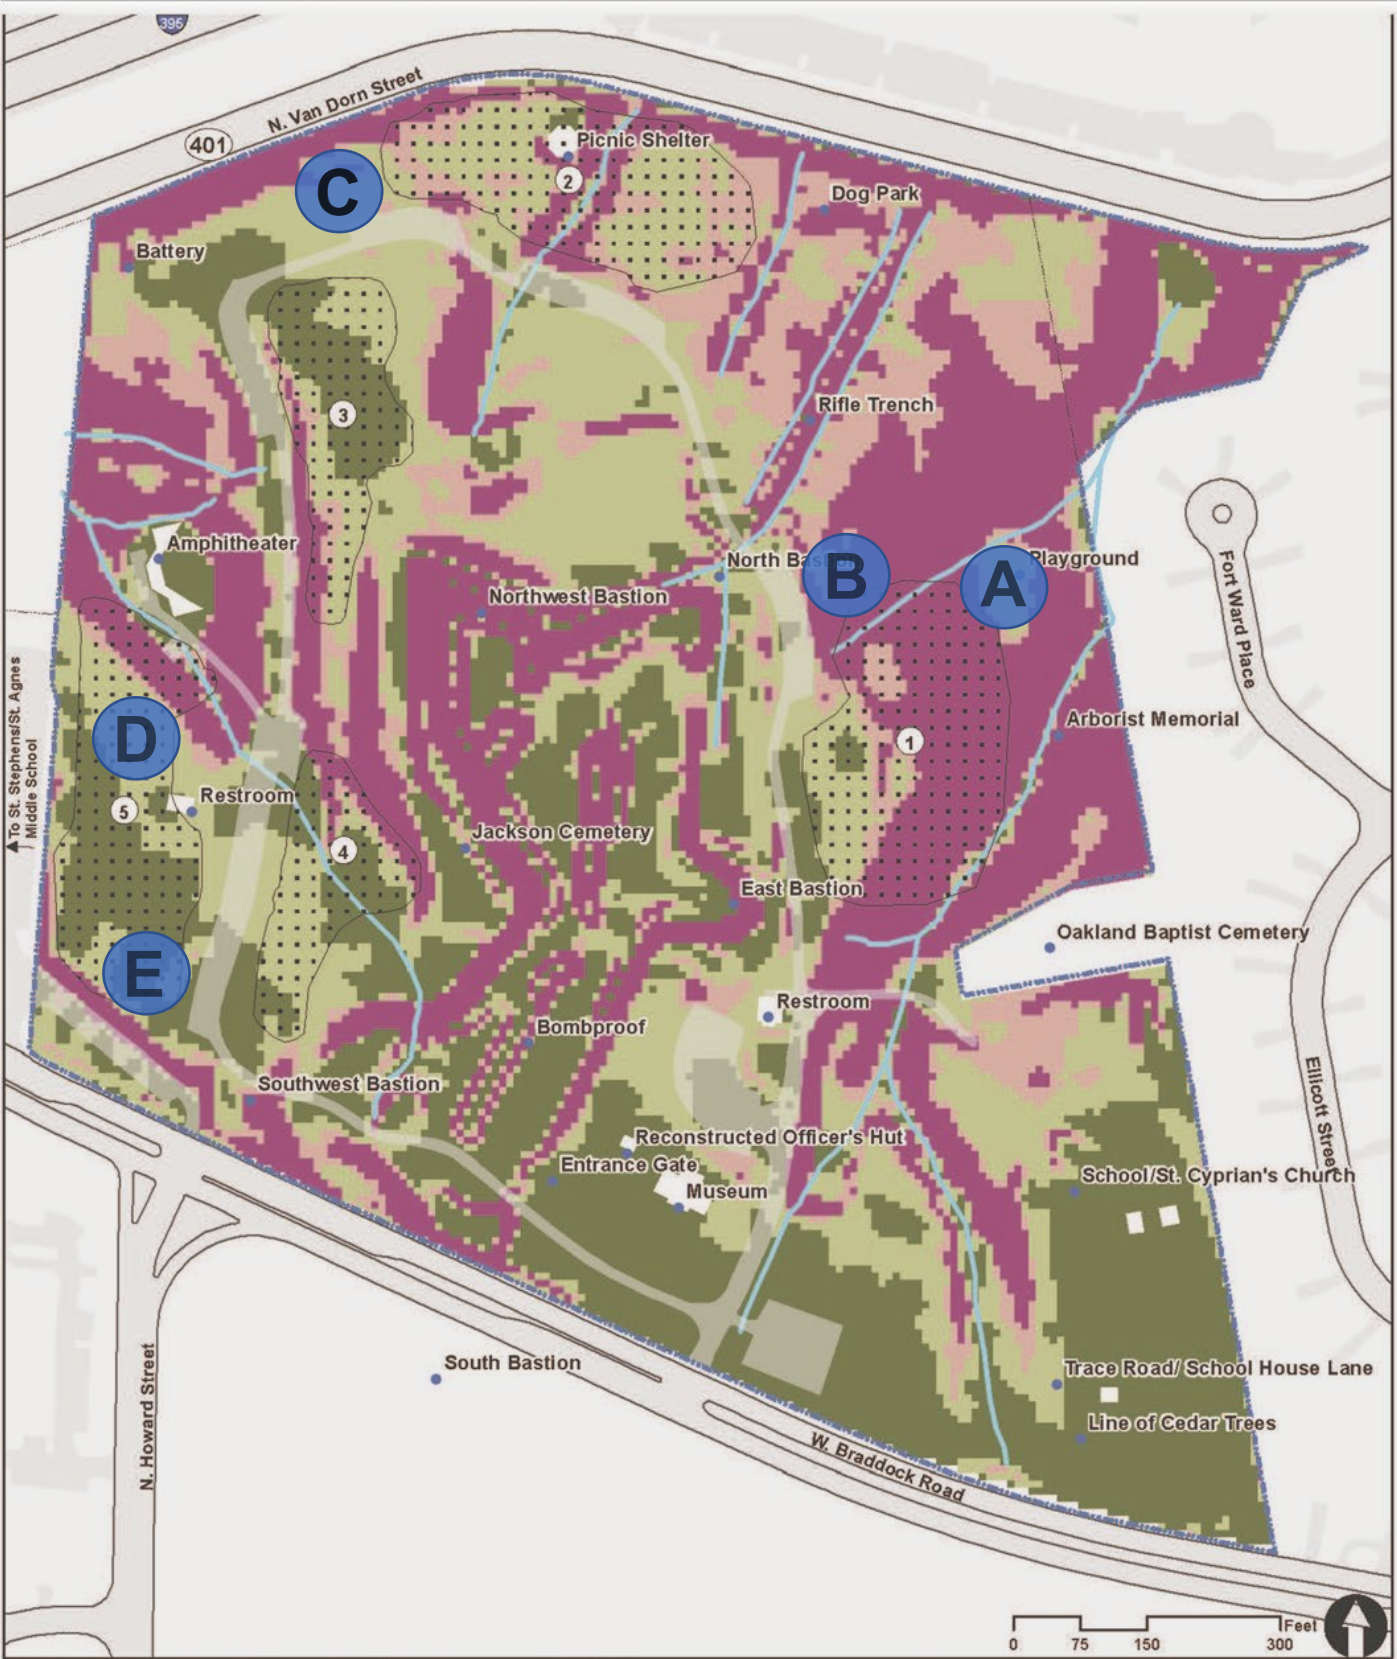 395
N. Van Dorn Street
401
C
Picnic Shelter
2
Dog Park
Battery
3
Rifle Trench
Amphitheater
North Bastion
B
A
Playground
Northwest Bastion
Fort Ward Place
To St. Stephens/St. Agnes
Middle School
D
Arborist Memorial
1
Restroom
5
4
Jackson Cemetery
East Bastion
Oakland Baptist Cemetery
E
Restroom
Bombproof
Southwest Bastion
Ellicott Street
Reconstructed Officer's Hut
Entrance Gate
Museum
School/St. Cyprian's Church
South Bastion
N. Howard Street
Trace Road/ School House Lane
Line of Cedar Trees
W. Braddock Road
Feet
0 75 150 300